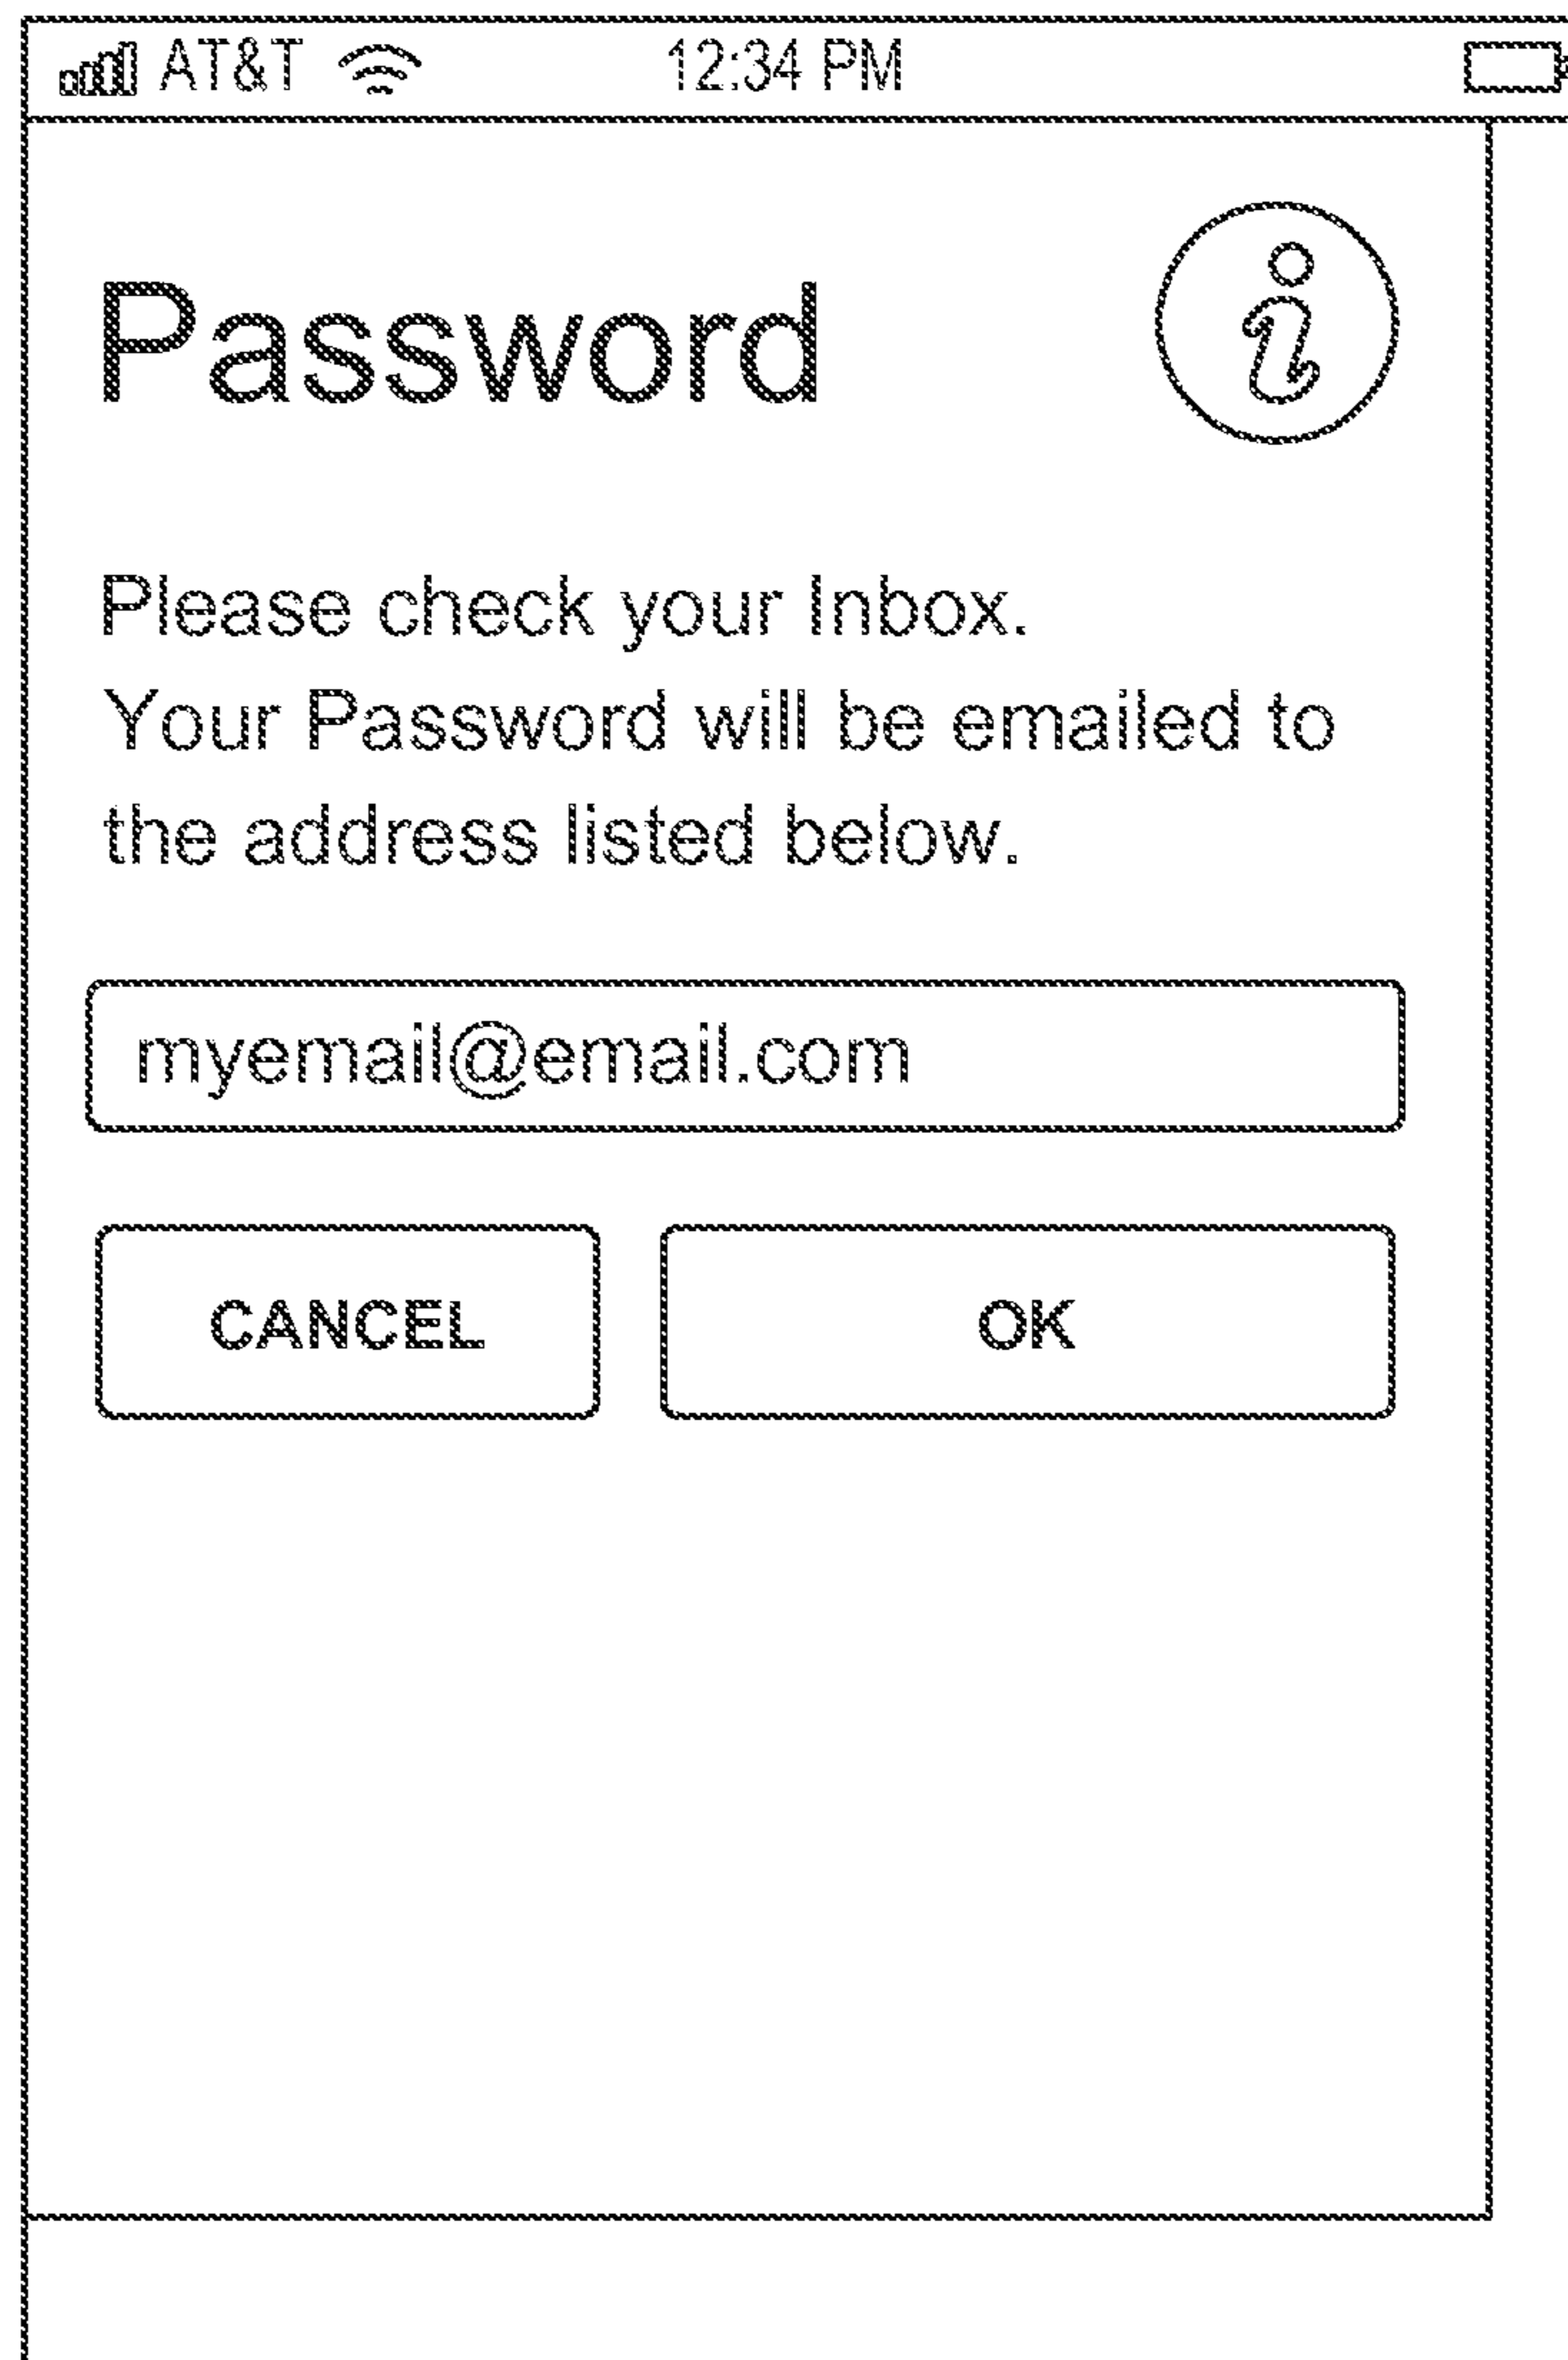 AT&T 12:34 PM
Password
Please check your Inbox.
Your Password will be emailed to
the address listed below.
myemail@email.com
CANCEL OK